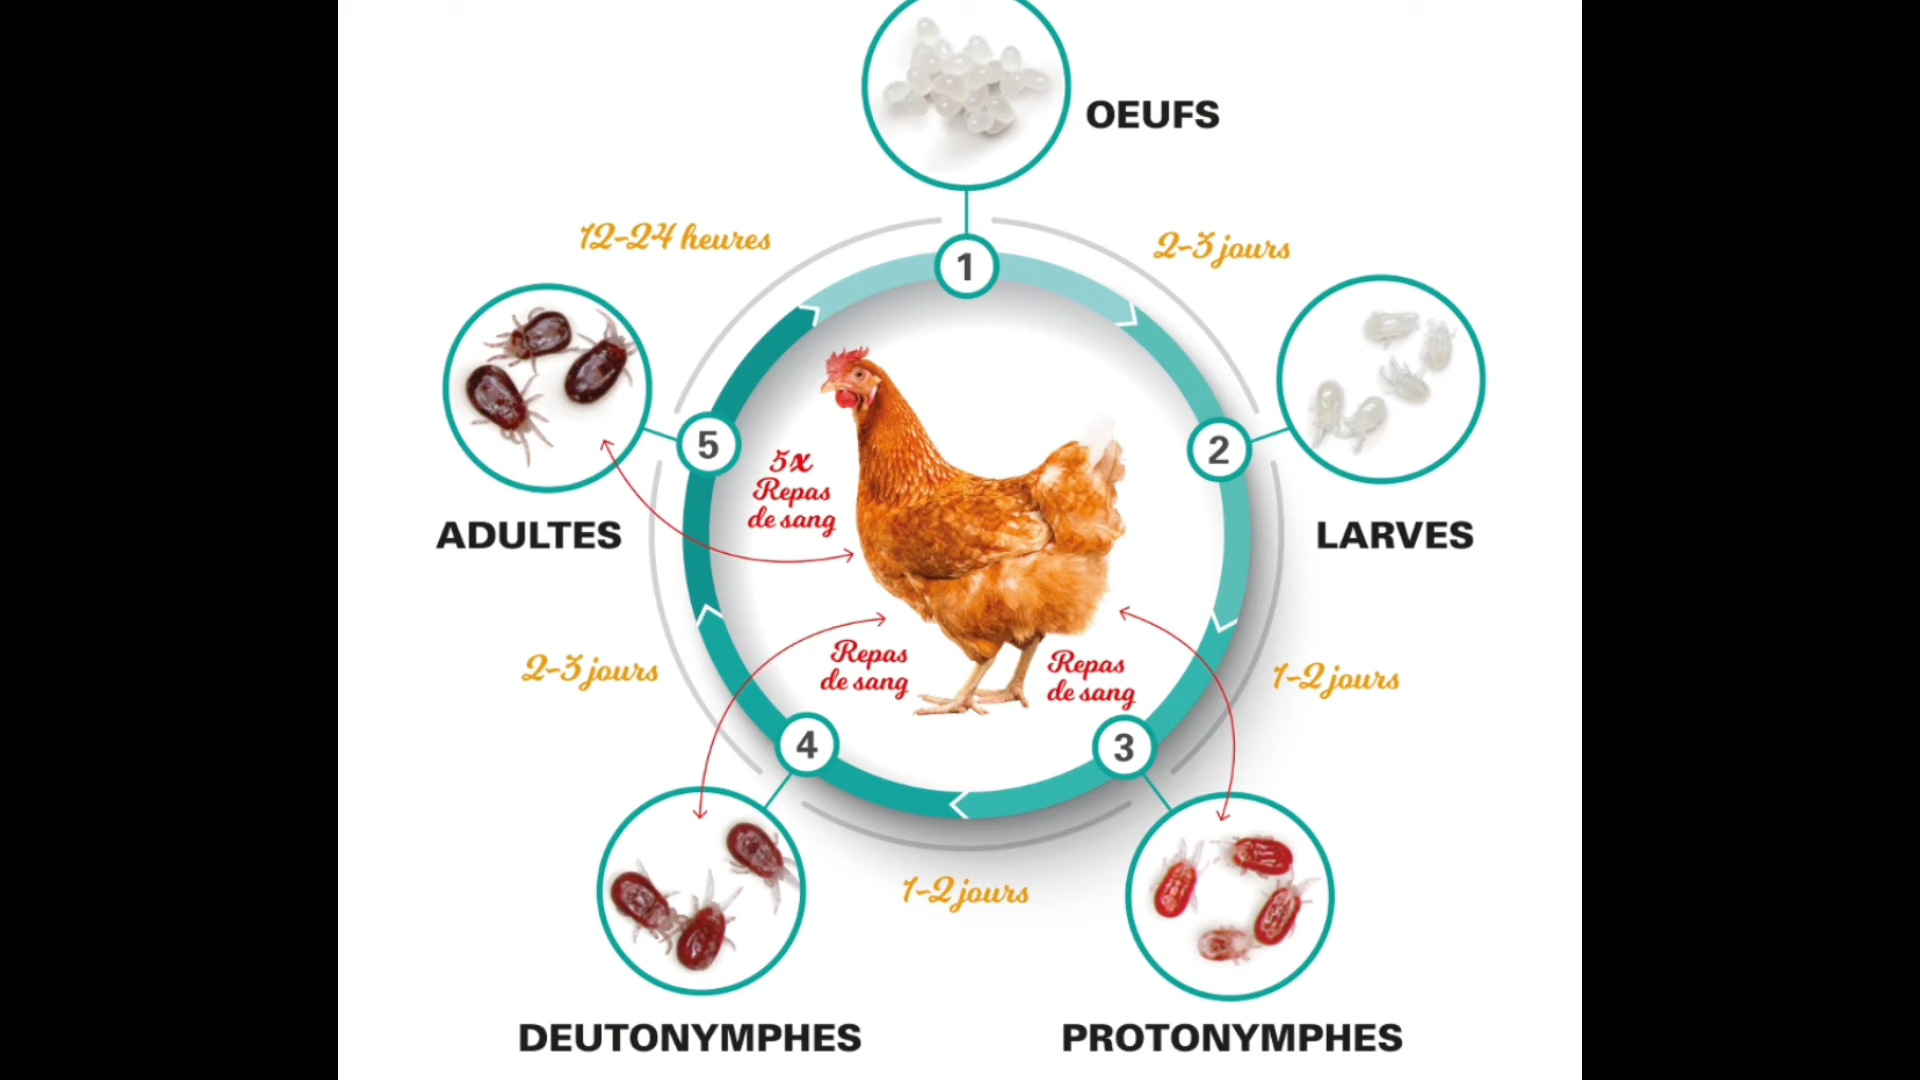 OEUFS
12-24 heures
2-3 jours
1
2
LARVES
5
ADULTES
5x
Repas
de sang
2-3 jours
Repas
de sang
Repas
de sang
1-2 jours
4
3
1-2 jours
DEUTONYMPHES
PROTONYMPHES